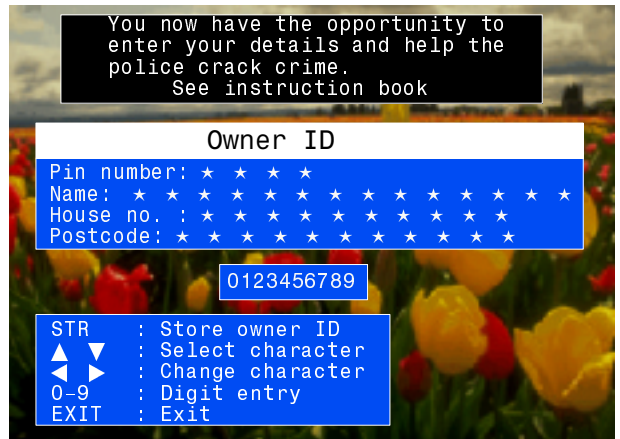 You now have the opportunity to
enter your details and help the
police crack crime.
See instruction book
Owner ID
Pin number: ★ ★ ★ ★
Name: ★ ★ ★ ★ ★ ★ ★ ★ ★ ★ ★ ★ ★ ★
House no. : ★ ★ ★ ★ ★ ★ ★ ★ ★ ★
Postcode: ★ ★ ★ ★ ★ ★ ★ ★ ★ ★ ★
0123456789
STR : Store owner ID
▲ ▼ : Select character
◀ ▶ : Change character
0-9 : Digit entry
EXIT : Exit